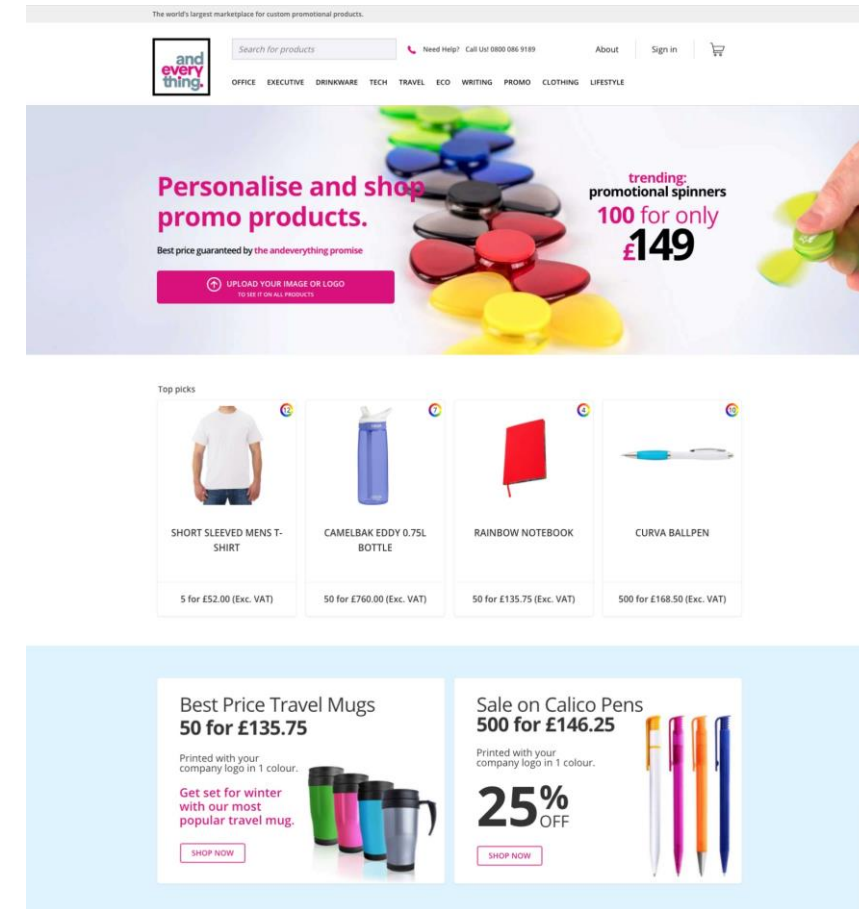 The world's largest marketplace for custom promotional products.
and
every
thing.
Search for products
Need Help? Call Us! 0800 086 9189
About
Sign in
OFFICE EXECUTIVE DRINKWARE TECH TRAVEL ECO WRITING PROMO CLOTHING LIFESTYLE
Personalise and shop
promo products.
Best price guaranteed by the andeverything promise
UPLOAD YOUR IMAGE OR LOGO
TO SEE IT ON ALL PRODUCTS
trending:
promotional spinners
100 for only
£149
Top picks
12
7
4
10
SHORT SLEEVED MENS T-
SHIRT
CAMELBAK EDDY 0.75L
BOTTLE
RAINBOW NOTEBOOK
CURVA BALLPEN
5 for £52.00 (Exc. VAT)
50 for £760.00 (Exc. VAT)
50 for £135.75 (Exc. VAT)
500 for £168.50 (Exc. VAT)
Best Price Travel Mugs
50 for £135.75
Printed with your
company logo in 1 colour.
Get set for winter
with our most
popular travel mug.
SHOP NOW
Sale on Calico Pens
500 for £146.25
Printed with your
company logo in 1 colour.
25% OFF
SHOP NOW